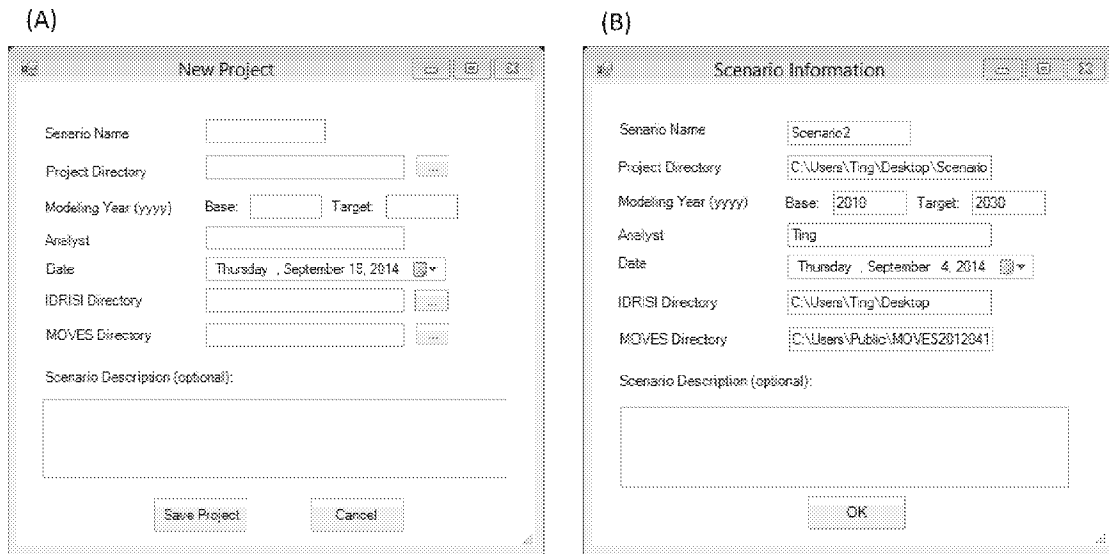 (A)
New Project
Senario Name
Project Directory
...
Modeling Year (yyyy) Base: Target:
Analyst
Date Thursday , September 18, 2014
IDRISI Directory
...
MOVES Directory
...
Scenario Description (optional):
Save Project Cancel
(B)
Scenario Information
Senario Name Scenario2
Project Directory C:\Users\Ting\Desktop\Scenario
Modeling Year (yyyy) Base: 2010 Target: 2030
Analyst Ting
Date Thursday , September 4, 2014
IDRISI Directory C:\Users\Ting\Desktop
MOVES Directory C:\Users\Public\MOVES2012041
Scenario Description (optional):
OK